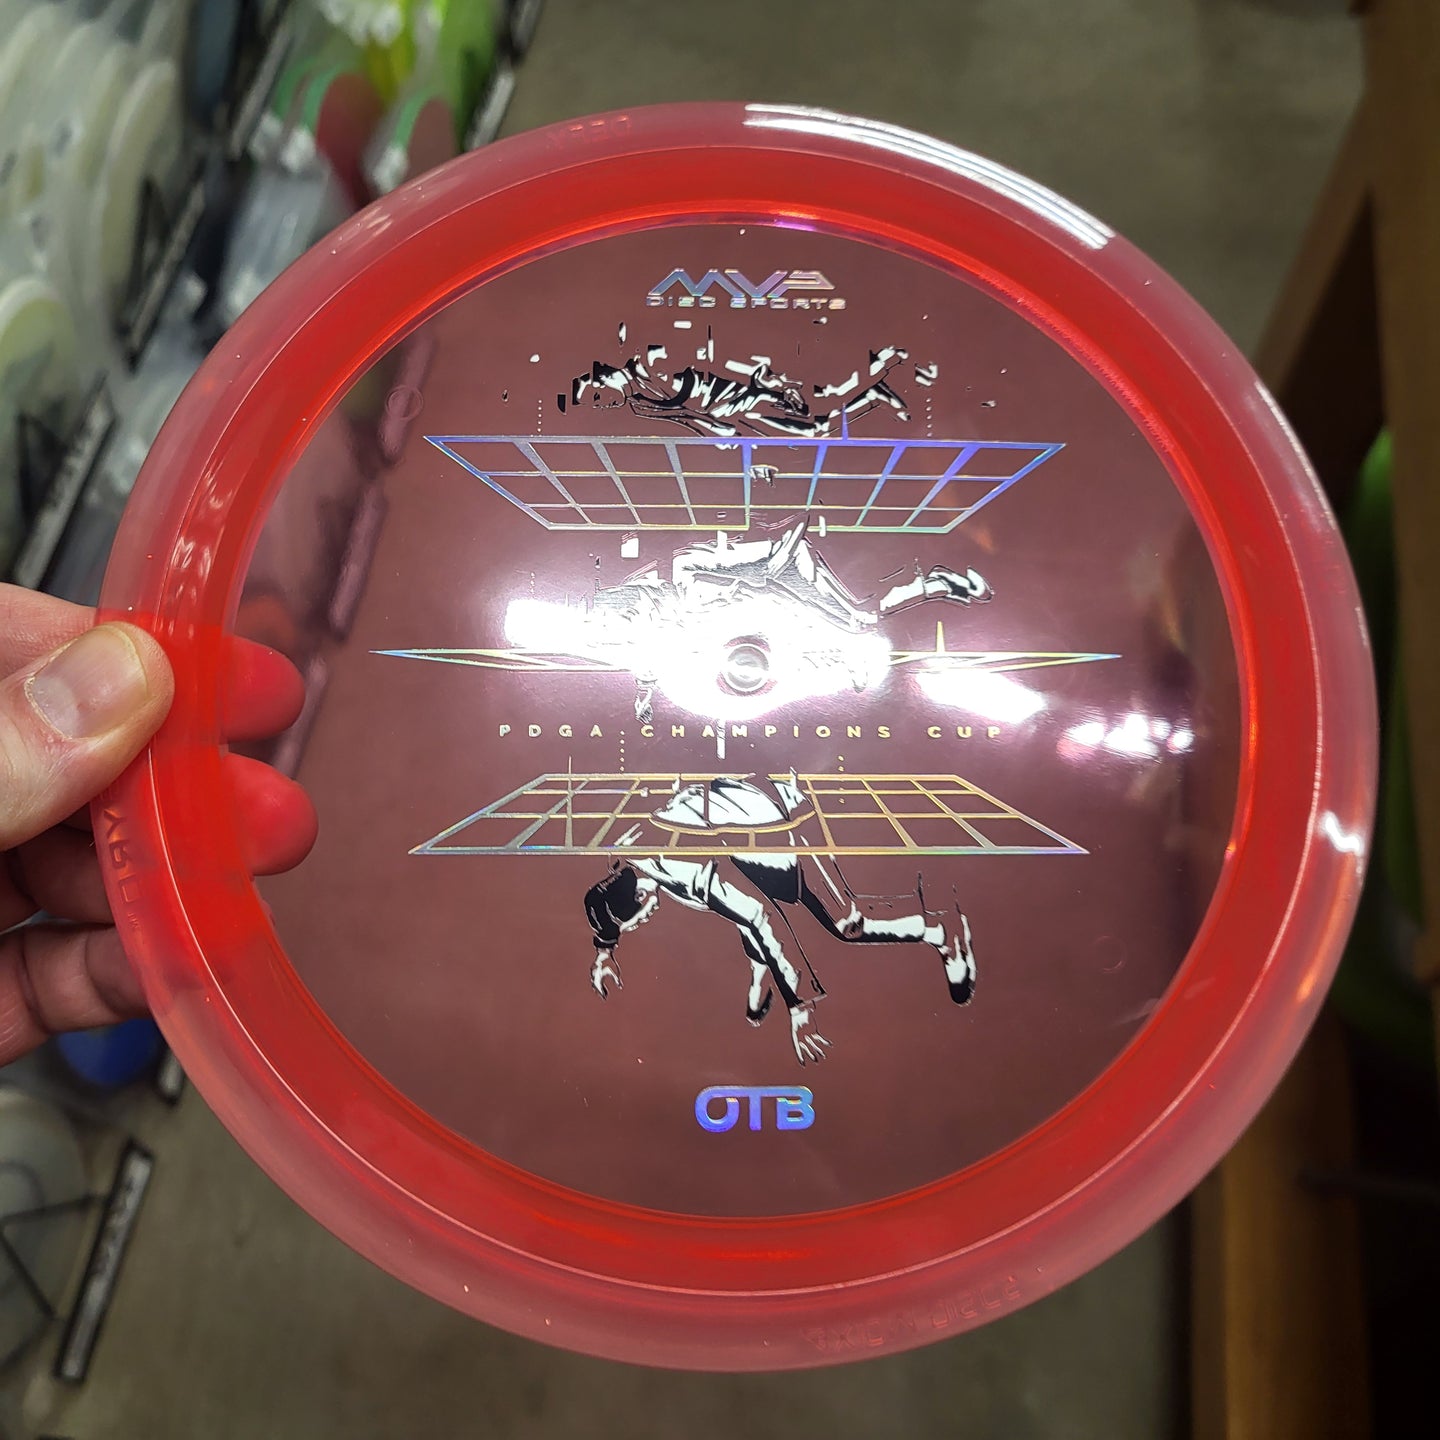 MVP
DISC SPORTS
PDGA CHAMPIONS CUP
OTB